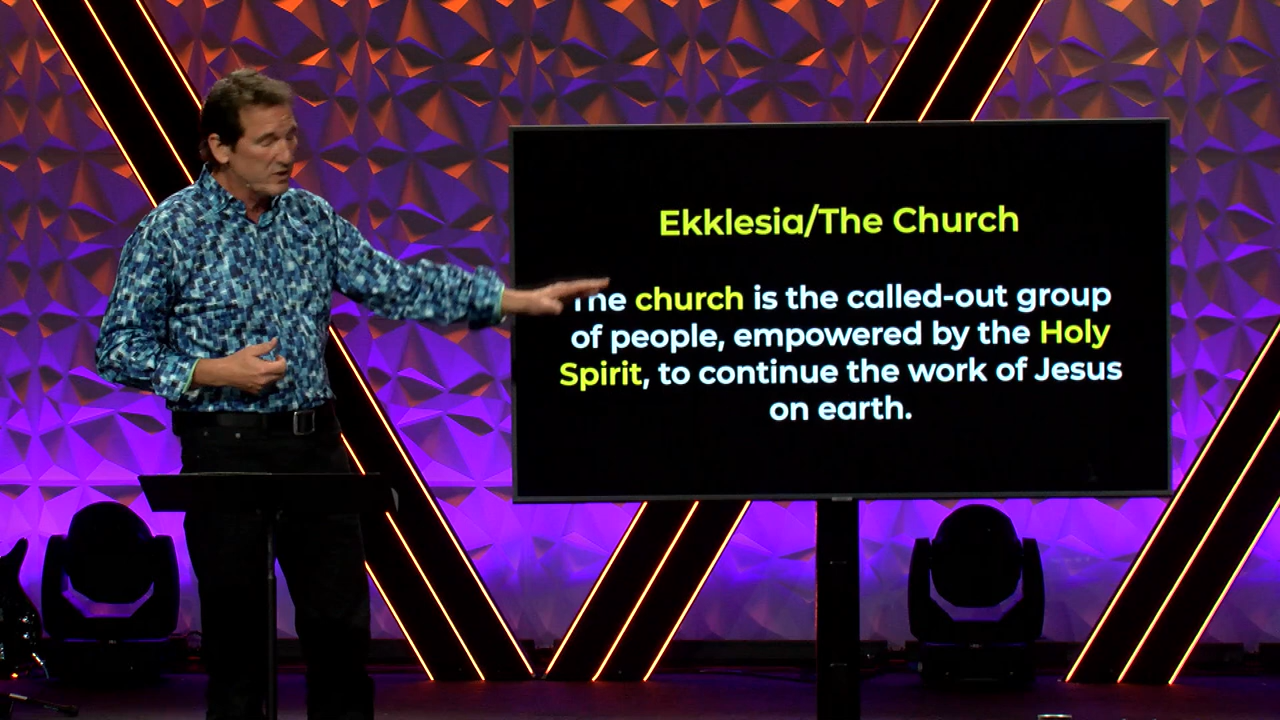 Ekklesia/The Church
The church is the called-out group
of people, empowered by the Holy
Spirit, to continue the work of Jesus
on earth.